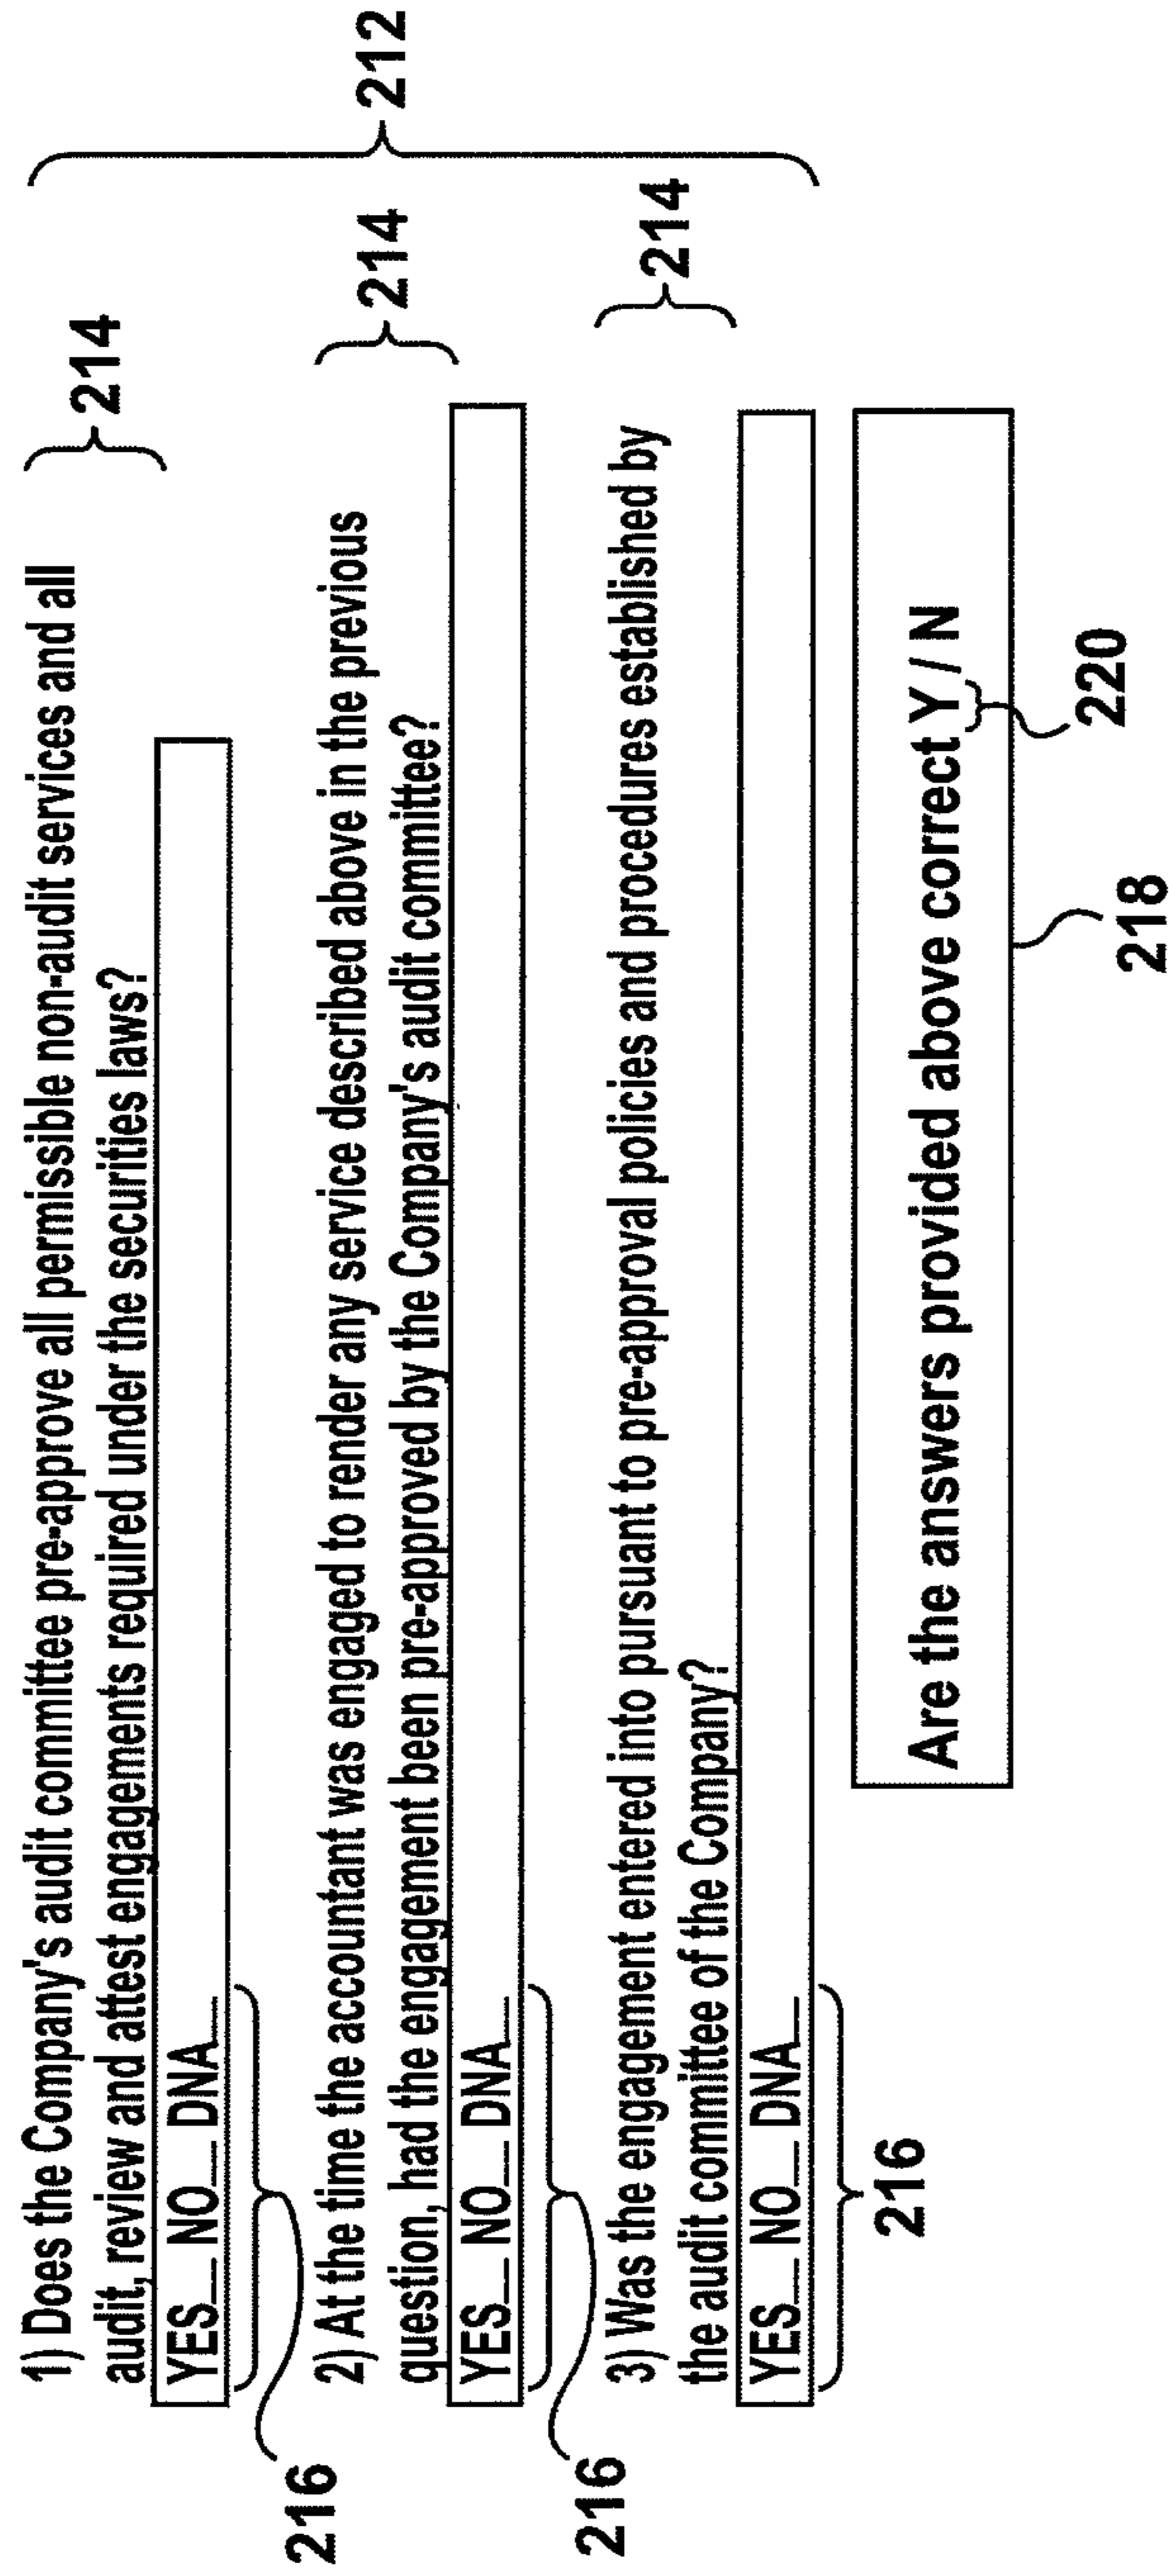 1) Does the Company's audit committee pre-approve all permissible non-audit services and all
audit, review and attest engagements required under the securities laws?
214
YES__ NO__ DNA__
216
2) At the time the accountant was engaged to render any service described above in the previous
question, had the engagement been pre-approved by the Company's audit committee?
214
212
YES__ NO__ DNA__
216
3) Was the engagement entered into pursuant to pre-approval policies and procedures established by
the audit committee of the Company?
214
YES__ NO__ DNA__
216
Are the answers provided above correct Y / N
220
218